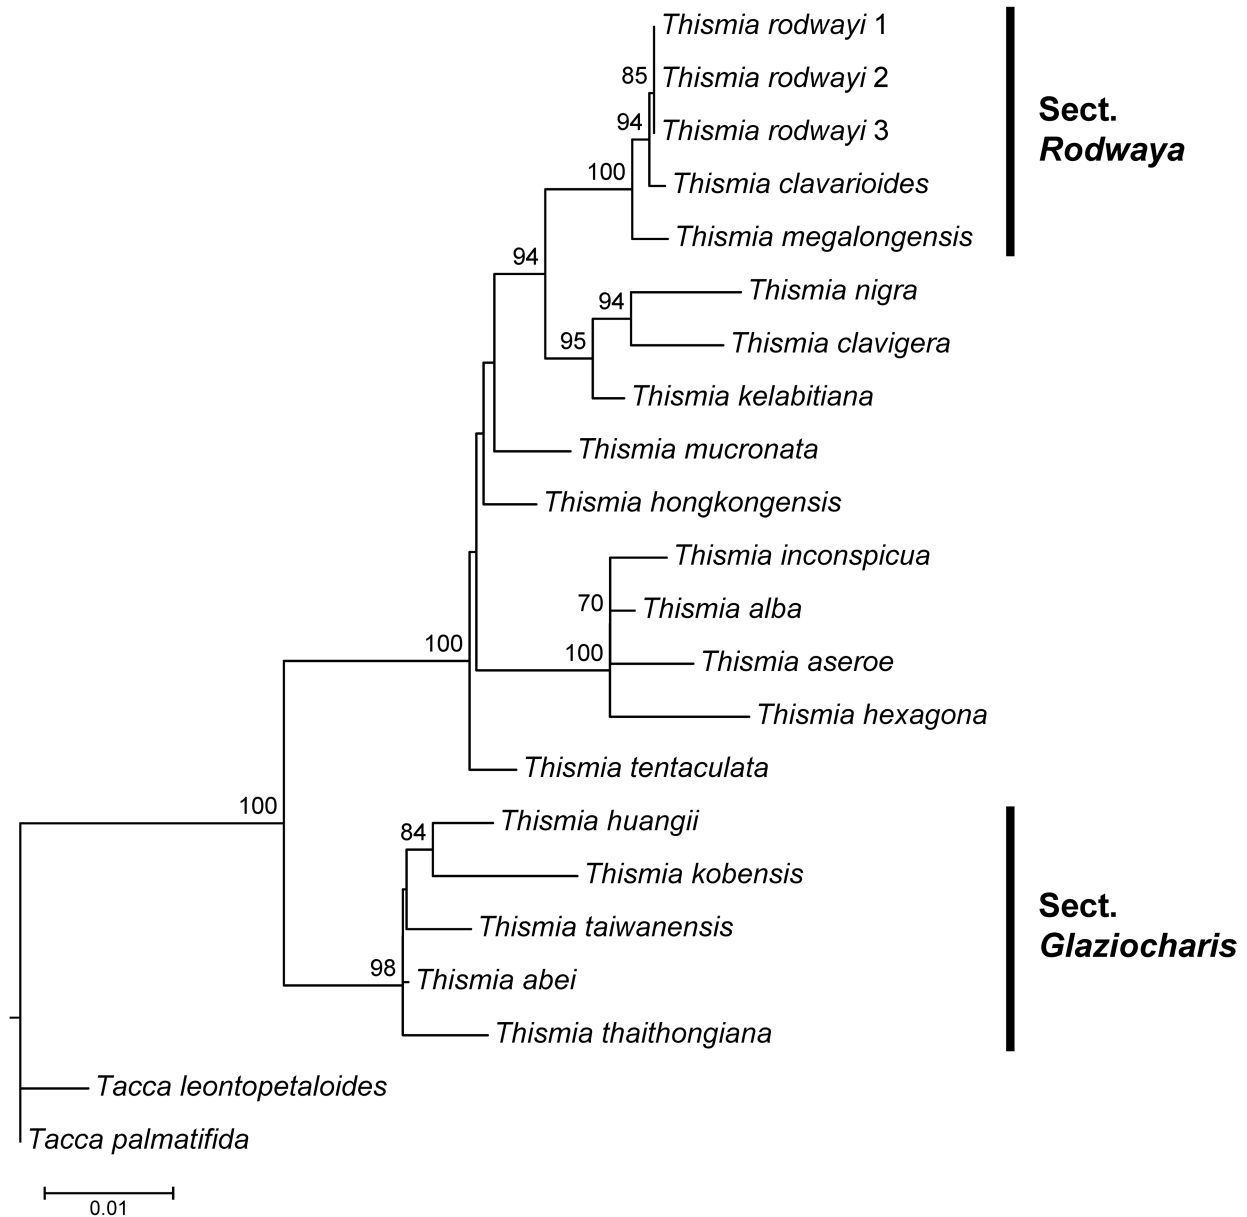 Thismia rodwayi 1
85
Thismia rodwayi 2
94
Thismia rodwayi 3
Sect.
Rodwaya
100
Thismia clavarioides
Thismia megalongensis
94
Thismia nigra
94
95
Thismia clavigera
Thismia kelabitiana
Thismia mucronata
Thismia hongkongensis
Thismia inconspicua
70
Thismia alba
100
Thismia aseroe
100
Thismia hexagona
Thismia tentaculata
100
Thismia huangii
84
Thismia kobensis
Thismia taiwanensis
Sect.
Glaziocharis
98
Thismia abei
Thismia thaithongiana
Tacca leontopetaloides
Tacca palmatifida
0.01